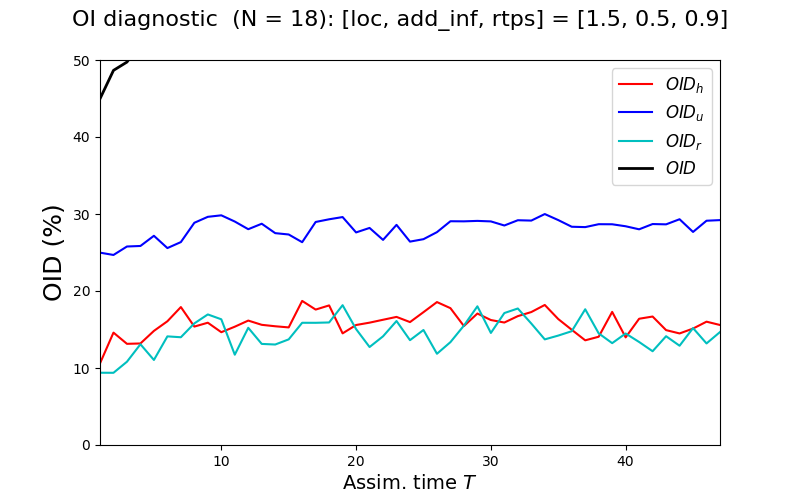 OI diagnostic  (N = 18): [loc, add_inf, rtps] = [1.5, 0.5, 0.9]
50
40
30
20
10
0
OID (%)
OID_h
OID_u
OID_r
OID
10 20 30 40
Assim. time T